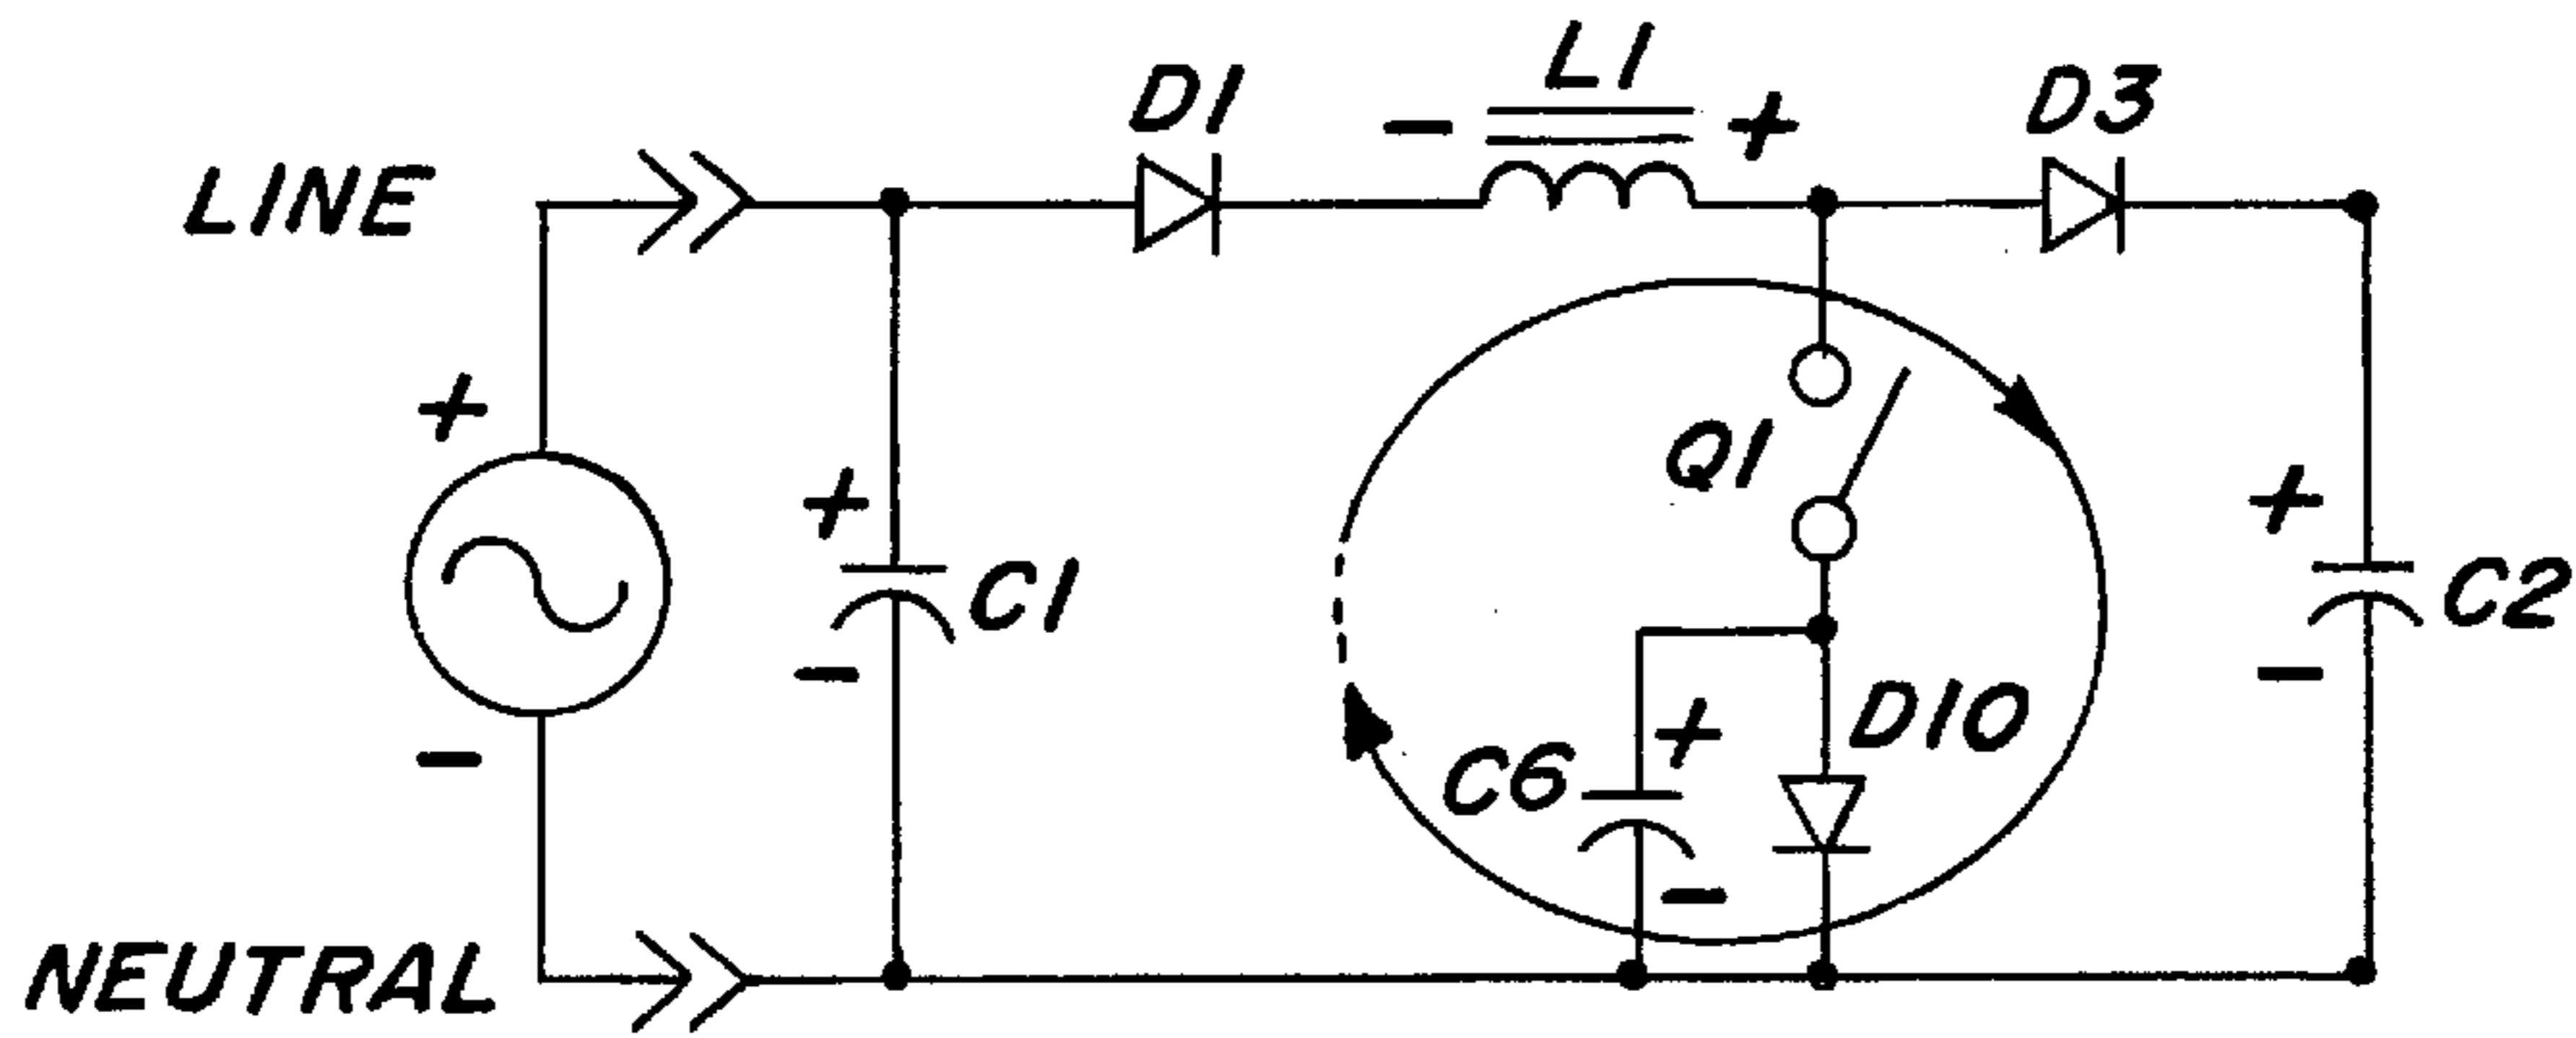 L1
D1
- +
D3
LINE
+
Q1
+
+
C1
C2
-
-
D10
+
C6
-
-
NEUTRAL